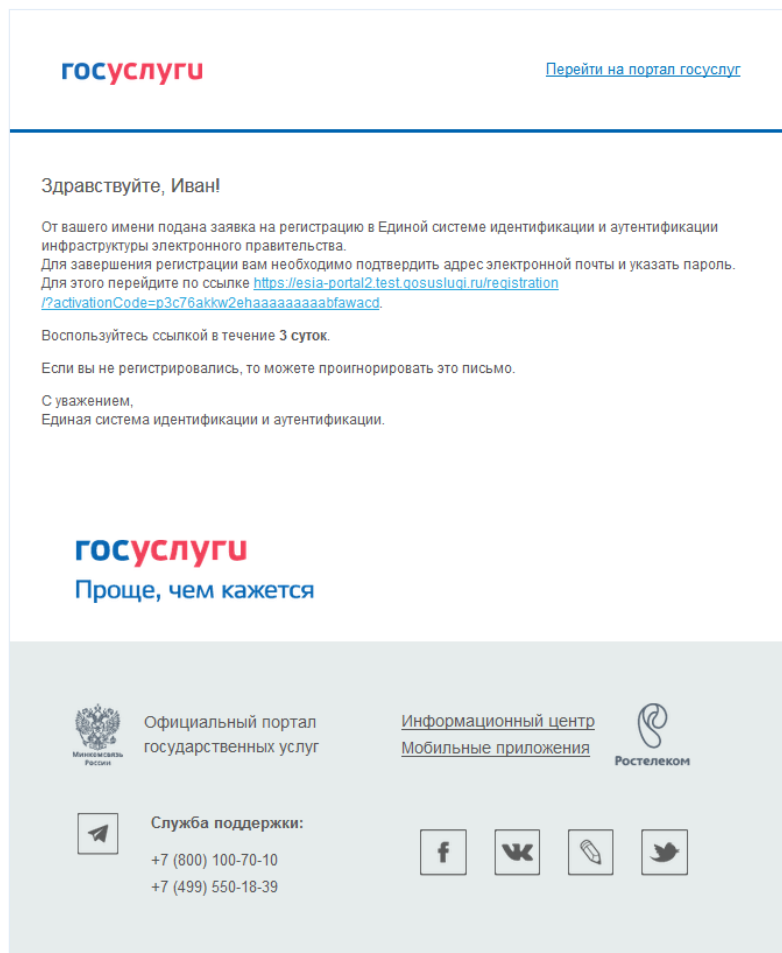 госуслуги
Перейти на портал госуслуг
Здравствуйте, Иван!
От вашего имени подана заявка на регистрацию в Единой системе идентификации и аутентификации
инфраструктуры электронного правительства.
Для завершения регистрации вам необходимо подтвердить адрес электронной почты и указать пароль.
Для этого перейдите по ссылке https://esia-portal2.test.gosuslugi.ru/registration
/?activationCode=p3c76akkw2ehaaaaaaaaabfawacd.
Воспользуйтесь ссылкой в течение 3 суток.
Если вы не регистрировались, то можете проигнорировать это письмо.
С уважением,
Единая система идентификации и аутентификации.
госуслуги
Проще, чем кажется
Официальный портал
государственных услуг
Минкомсвязь
России
Информационный центр
Мобильные приложения
Ростелеком
Служба поддержки:
+7 (800) 100-70-10
+7 (499) 550-18-39